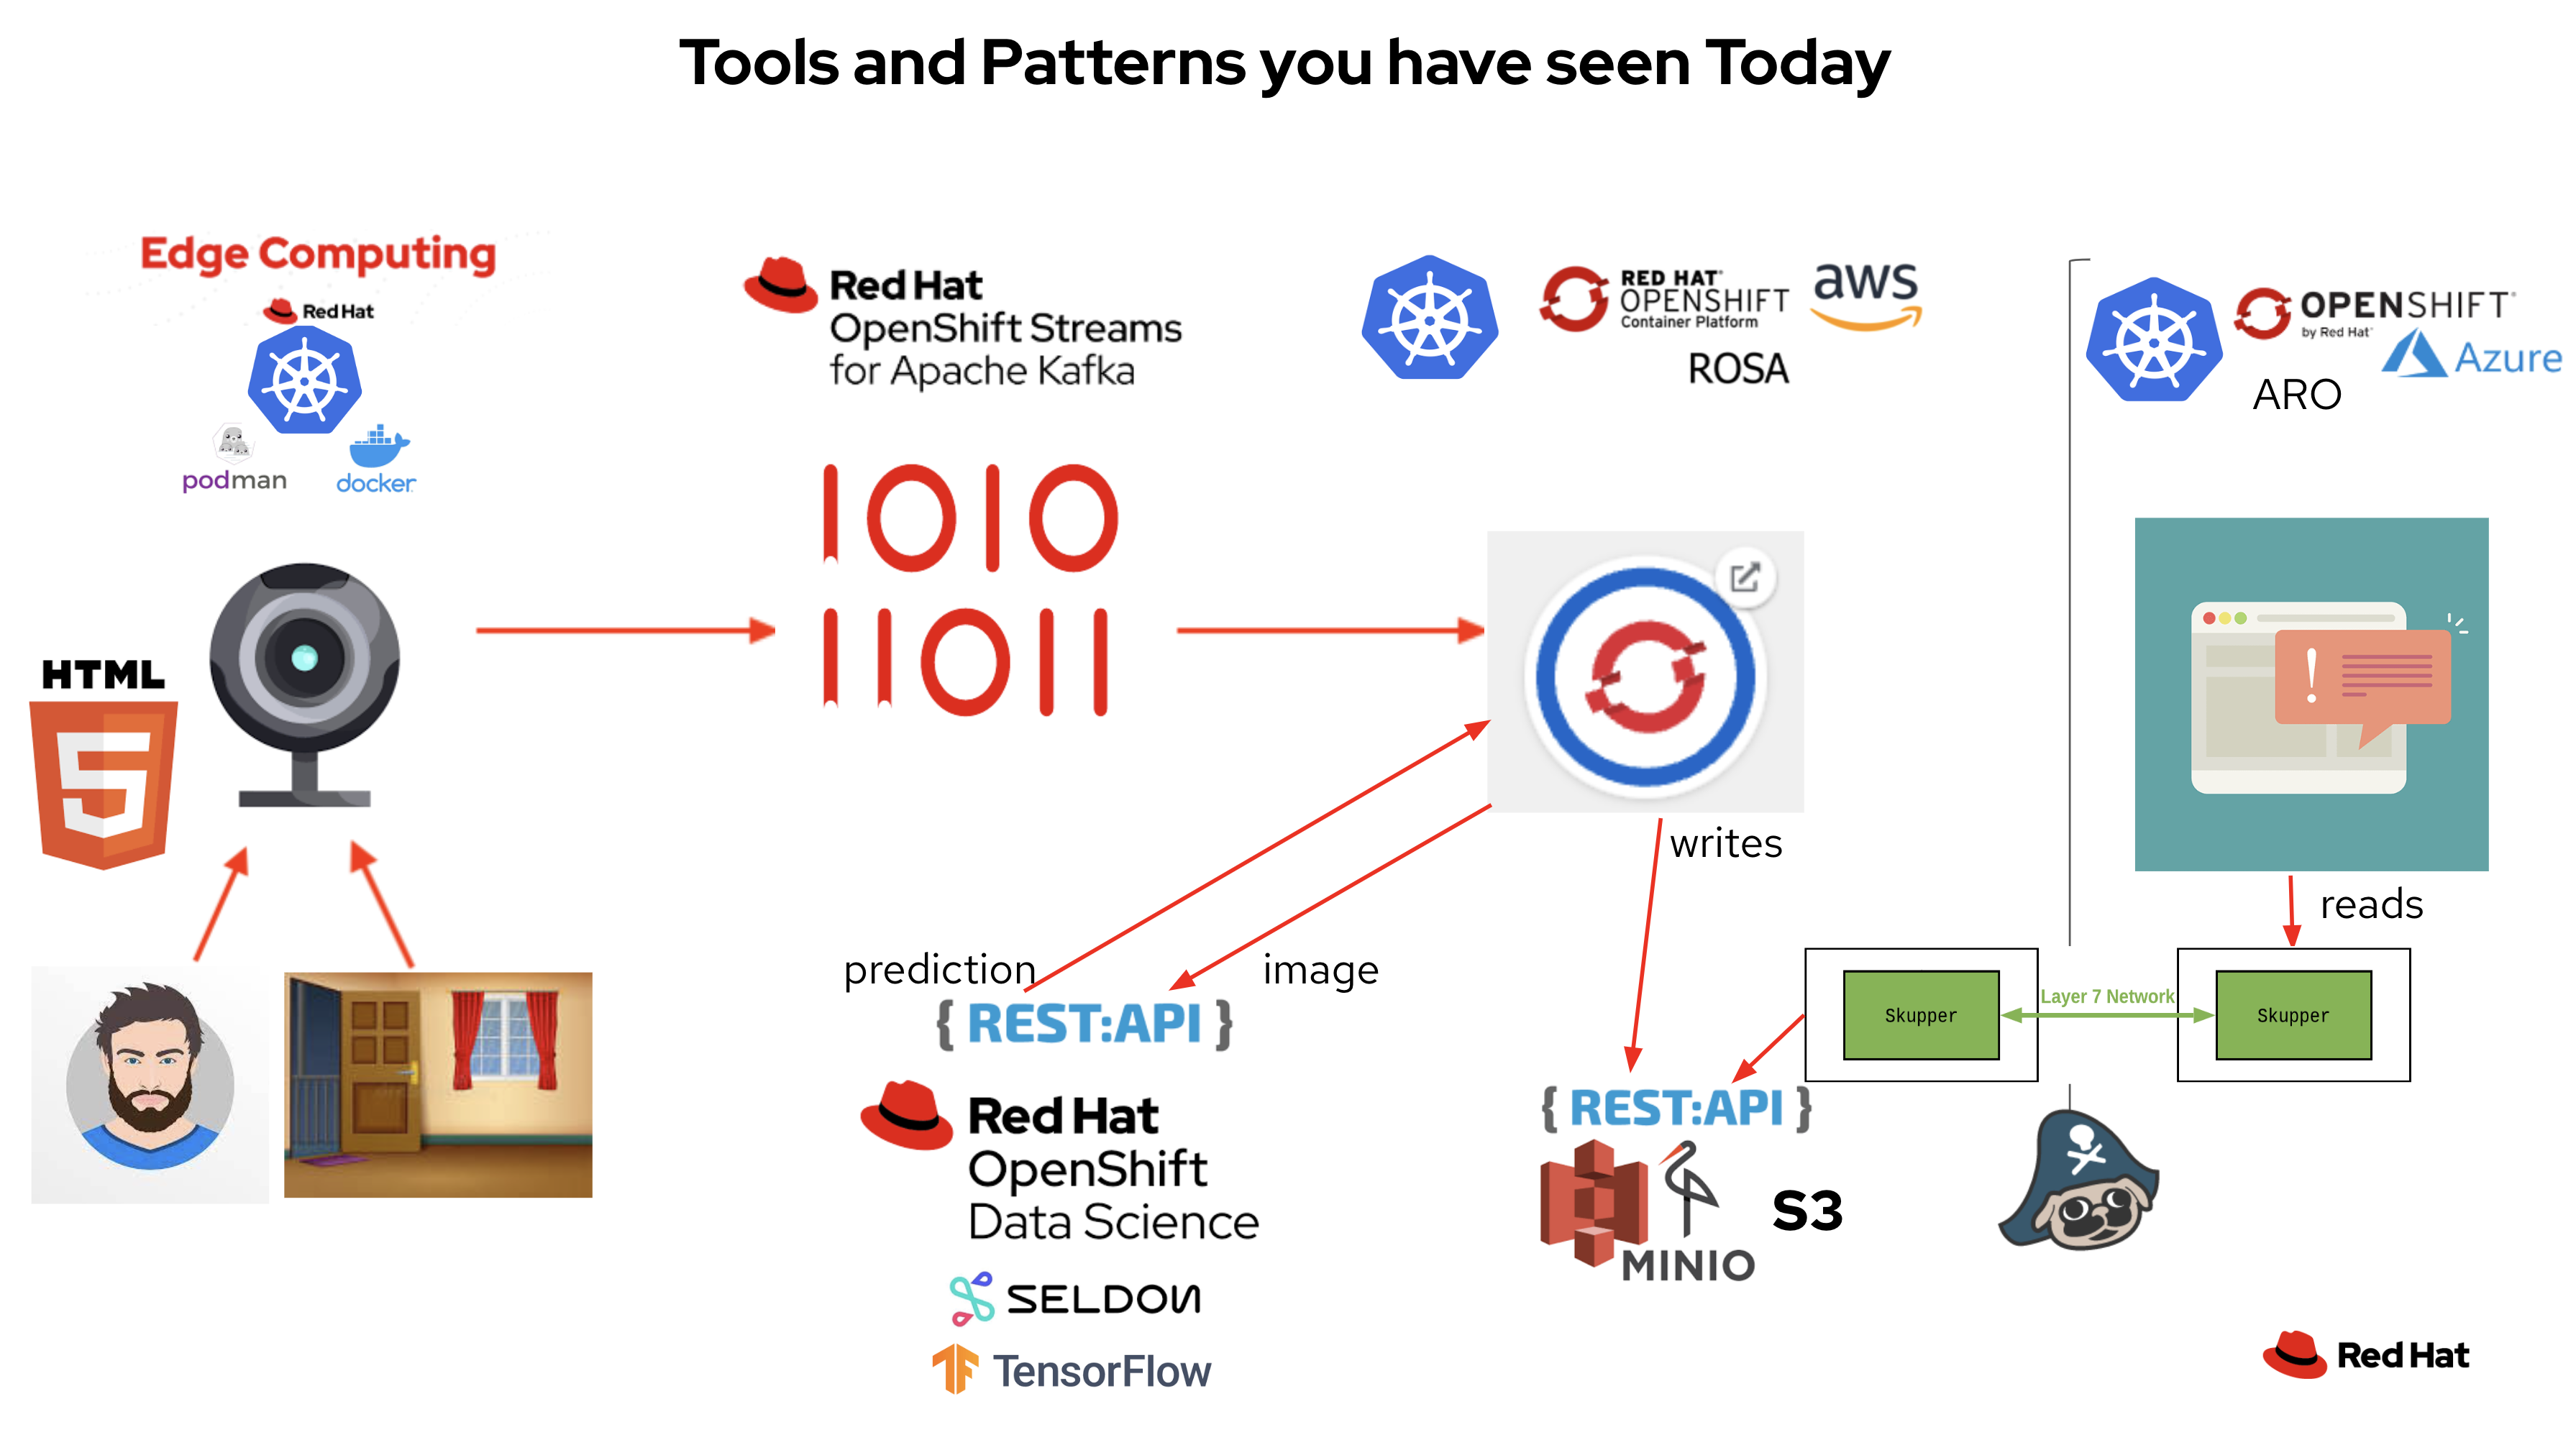 Tools and Patterns you have seen Today
Edge Computing
Red Hat
podman
docker
HTML
5
Red Hat
OpenShift Streams
for Apache Kafka
1010
11011
RED HAT®
OPENSHIFT
Container Platform
aws
ROSA
OPENSHIFT®
by Red Hat®
Azure
ARO
!
writes
reads
prediction
image
{ REST:API }
Red Hat
OpenShift
Data Science
SELDON
TensorFlow
Skupper
Layer 7 Network
Skupper
{ REST:API }
MINIO
S3
Red Hat